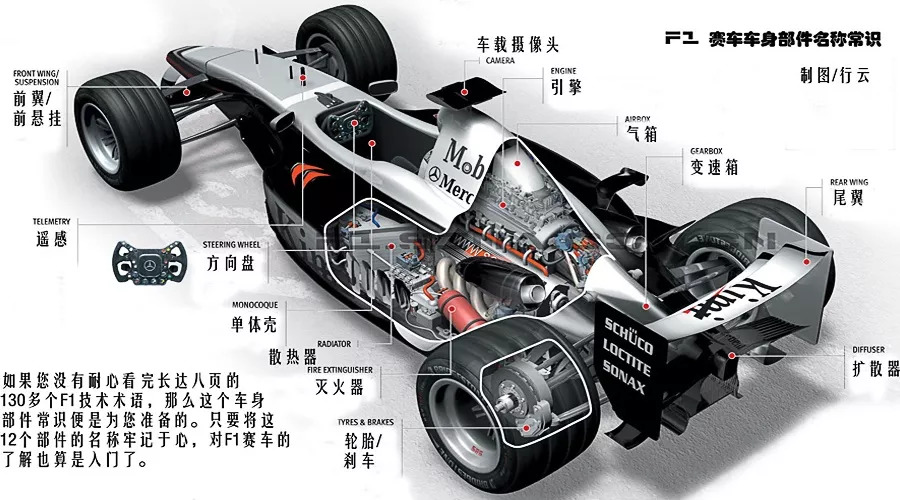 F1 赛车车身部件名称常识
制图/行云
FRONT WING/
SUSPENSION
前翼/
前悬挂
车载摄像头
CAMERA
ENGINE
引擎
AIRBOX
气箱
GEARBOX
变速箱
REAR WING
尾翼
TELEMETRY
遥感
STEERING WHEEL
方向盘
MONOCOQUE
单体壳
RADIATOR
散热器
FIRE EXTINGUISHER
灭火器
TYRES & BRAKES
轮胎/
刹车
DIFFUSER
扩散器
Mob
Merc
Kimi
SCHÜCO
LOCTITE
SONAX
如果您没有耐心看完长达八页的
130多个F1技术术语，那么这个车身
部件常识便是为您准备的。只要将这
12个部件的名称牢记于心，对F1赛车的
了解也算是入门了。